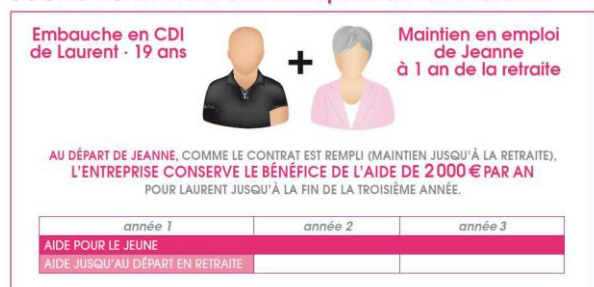 Embauche en CDI
de Laurent · 19 ans
+
Maintien en emploi
de Jeanne
à 1 an de la retraite
AU DÉPART DE JEANNE, COMME LE CONTRAT EST REMPLI (MAINTIEN JUSQU'À LA RETRAITE),
L'ENTREPRISE CONSERVE LE BÉNÉFICE DE L'AIDE DE 2 000 € PAR AN
POUR LAURENT JUSQU'À LA FIN DE LA TROISIÈME ANNÉE.
année 1 année 2 année 3
AIDE POUR LE JEUNE
AIDE JUSQU'AU DÉPART EN RETRAITE